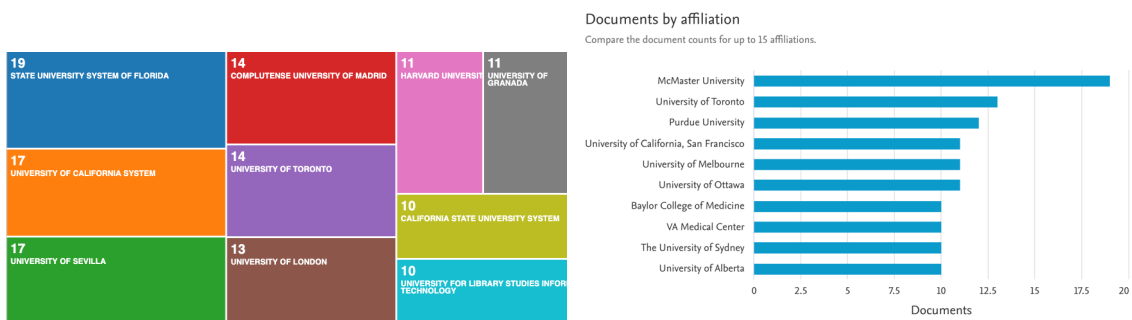 19
STATE UNIVERSITY SYSTEM OF FLORIDA
17
UNIVERSITY OF CALIFORNIA SYSTEM
17
UNIVERSITY OF SEVILLA
14
COMPLUTENSE UNIVERSITY OF MADRID
14
UNIVERSITY OF TORONTO
13
UNIVERSITY OF LONDON
11
HARVARD UNIVERSIT
11
UNIVERSITY OF
GRANADA
10
CALIFORNIA STATE UNIVERSITY SYSTEM
10
UNIVERSITY FOR LIBRARY STUDIES INFOR
TECHNOLOGY
Documents by affiliation
Compare the document counts for up to 15 affiliations.
McMaster University
University of Toronto
Purdue University
University of California, San Francisco
University of Melbourne
University of Ottawa
Baylor College of Medicine
VA Medical Center
The University of Sydney
University of Alberta
0 2.5 5 7.5 10 12.5 15 17.5 20
Documents